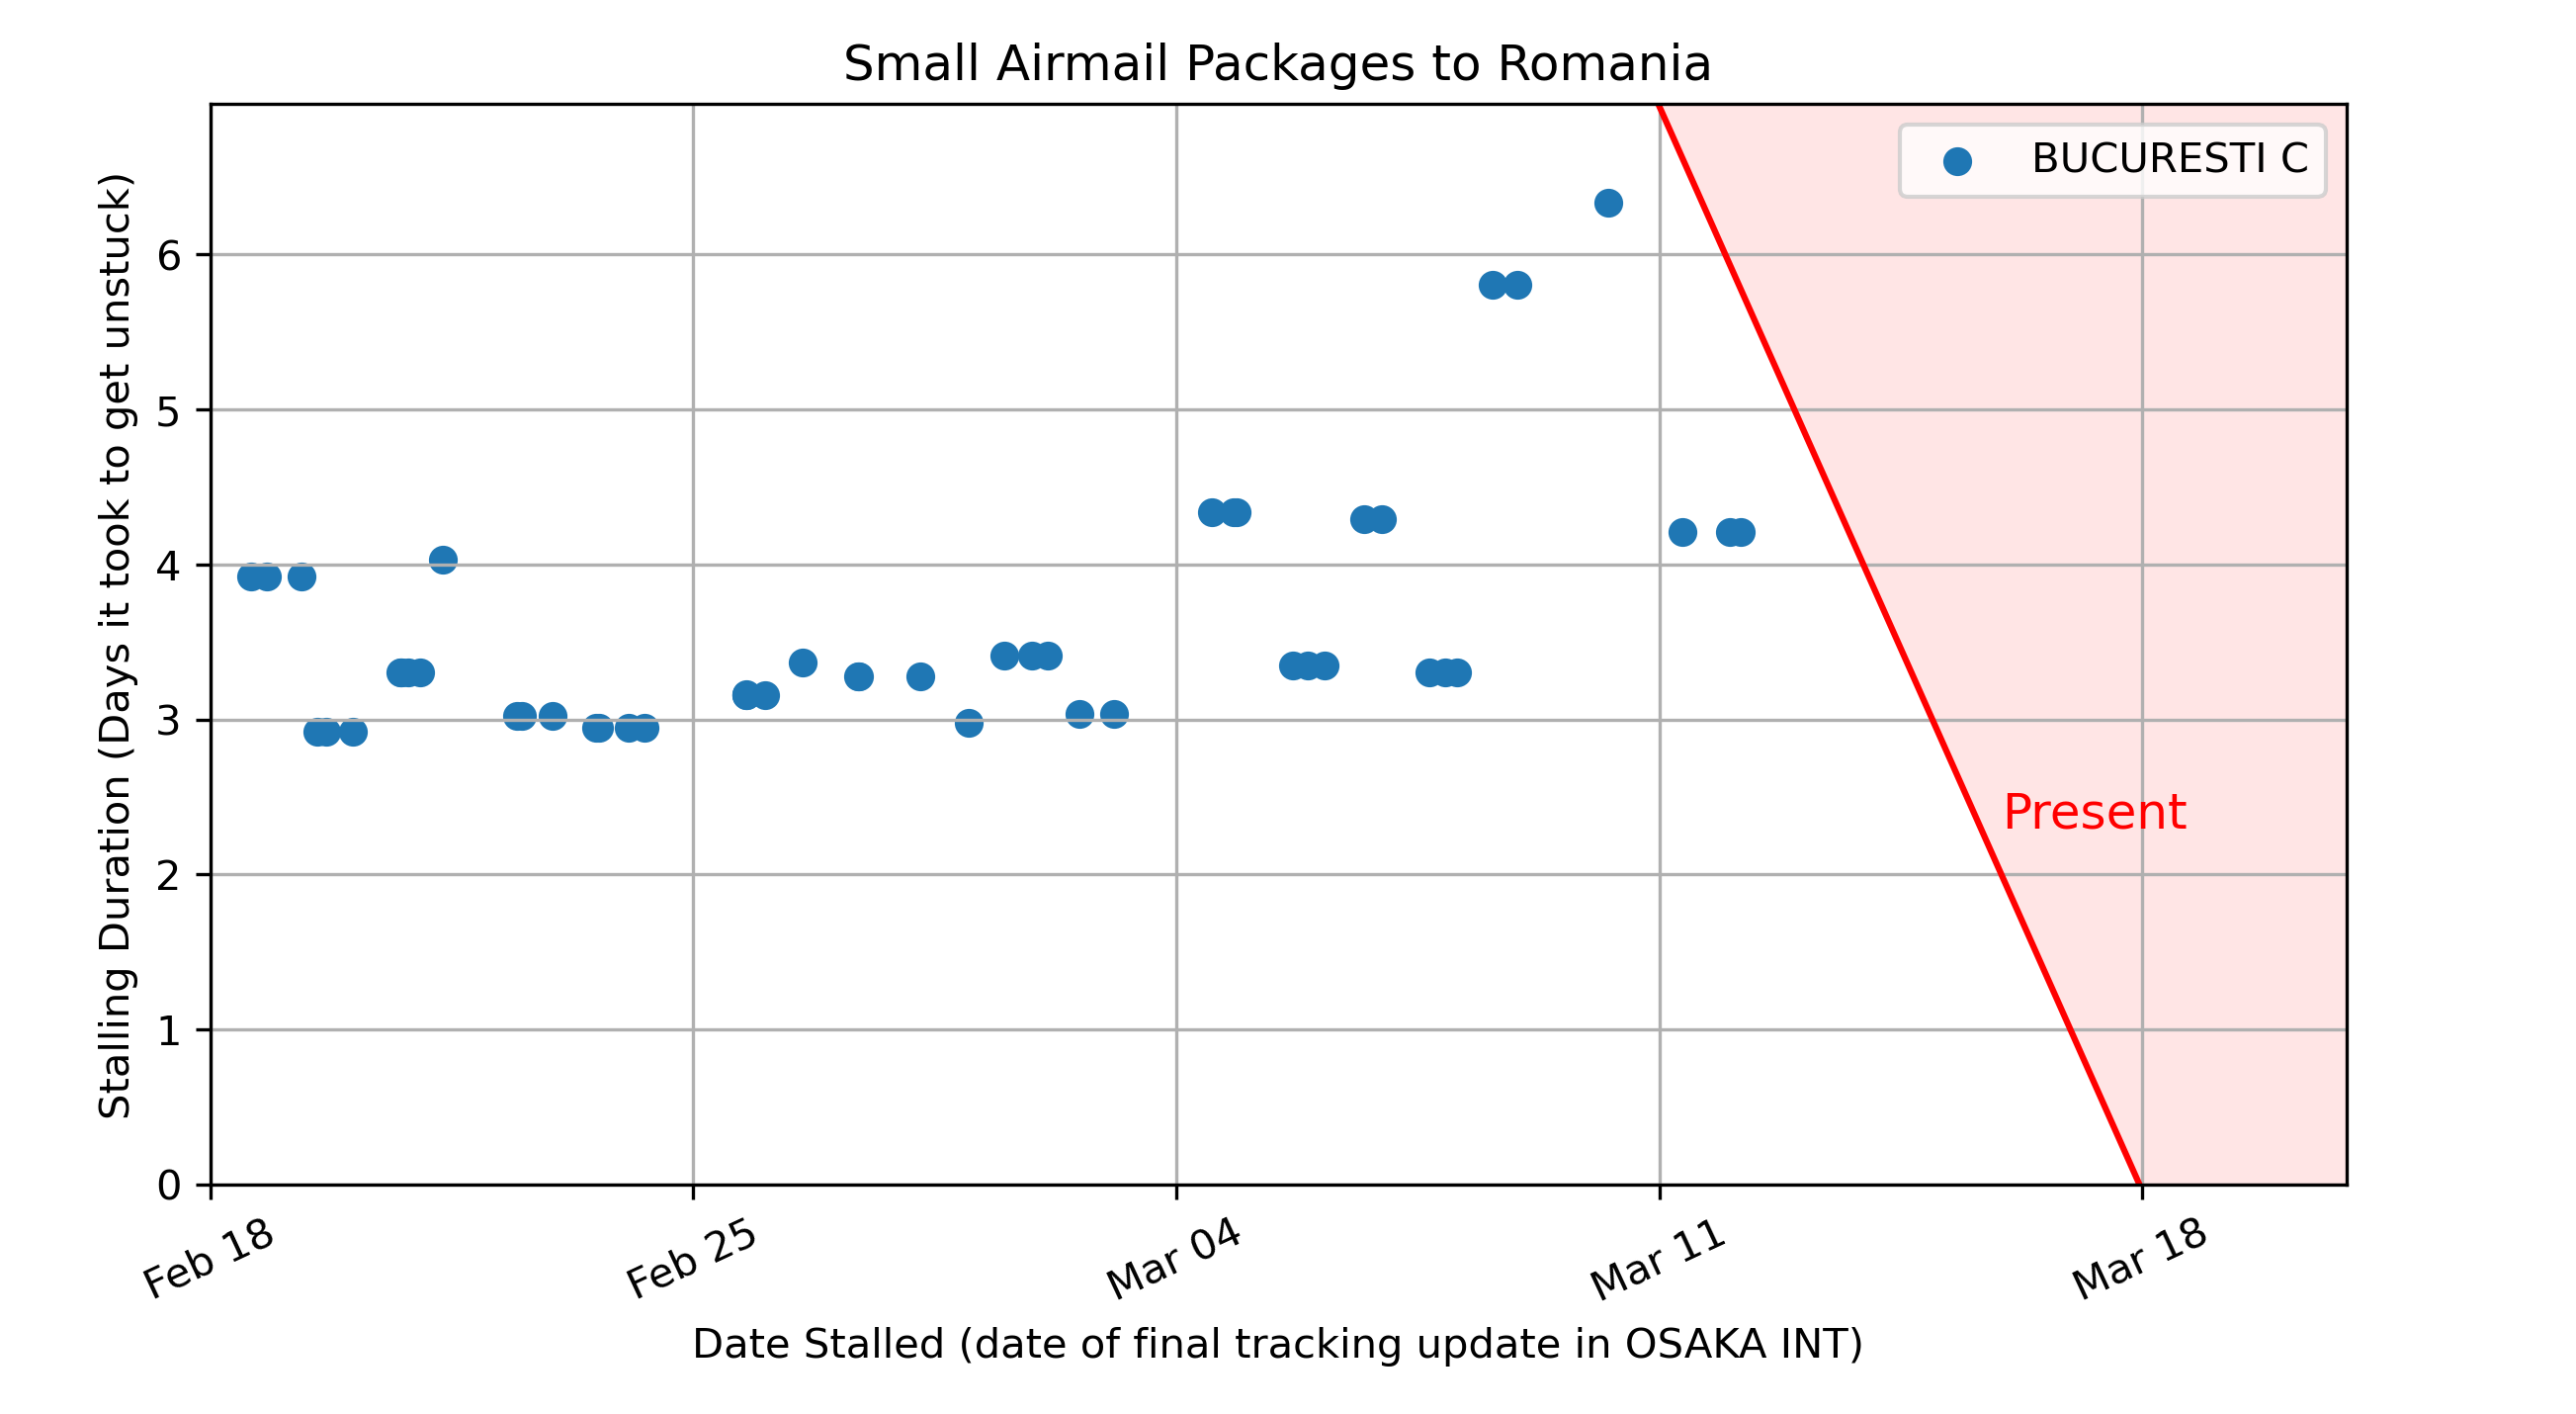 Small Airmail Packages to Romania
BUCURESTI C
Stalling Duration (Days it took to get unstuck)
6
5
4
3
2
1
0
Present
Feb 18
Feb 25
Mar 04
Mar 11
Mar 18
Date Stalled (date of final tracking update in OSAKA INT)